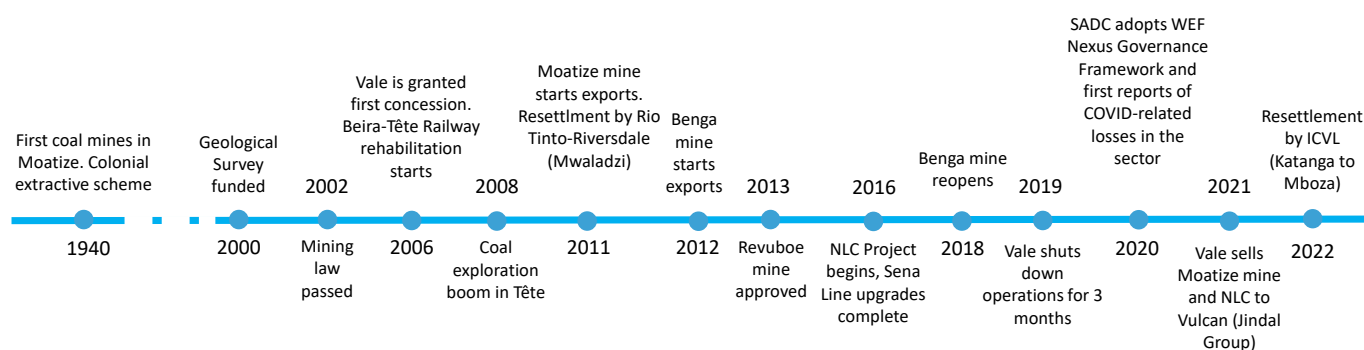 First coal mines in
Moatize. Colonial
extractive scheme
1940
Geological
Survey
funded
2000
2002
Mining
law
passed
Vale is granted
first concession.
Beira-Tête Railway
rehabilitation
starts
2006
2008
Coal
exploration
boom in Tête
Moatize mine
starts exports.
Resettlment by Rio
Tinto-Riversdale
(Mwaladzi)
2011
Benga
mine
starts
exports
2012
2013
Revuboe
mine
approved
2016
NLC Project
begins, Sena
Line upgrades
complete
Benga mine
reopens
2018
2019
Vale shuts
down
operations for 3
months
SADC adopts WEF
Nexus Governance
Framework and
first reports of
COVID-related
losses in the
sector
2020
2021
Vale sells
Moatize mine
and NLC to
Vulcan (Jindal
Group)
Resettlement
by ICVL
(Katanga to
Mboza)
2022